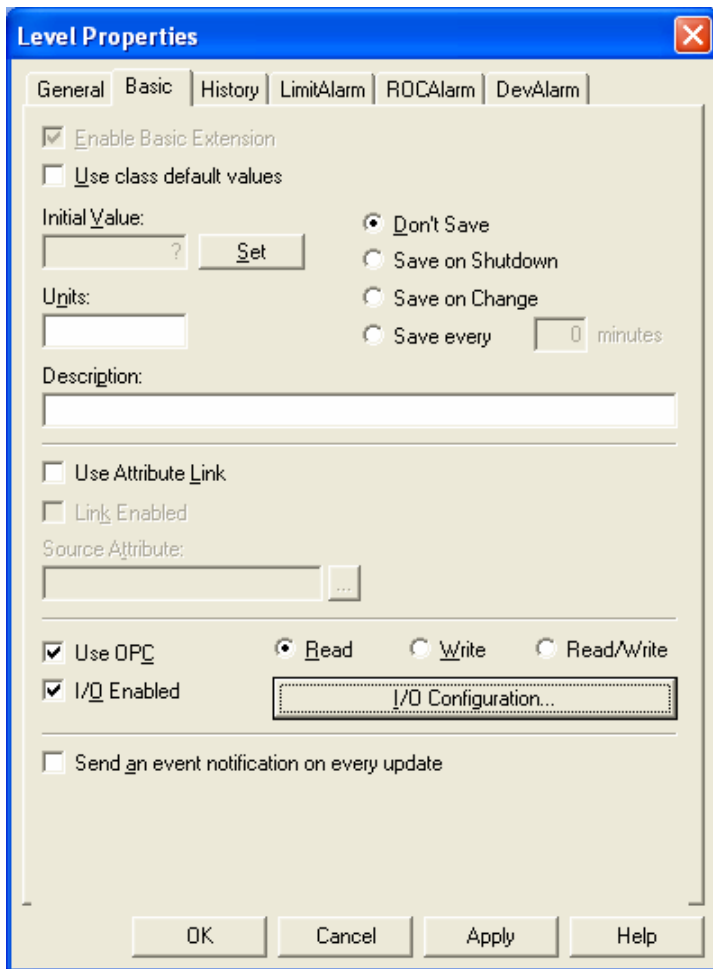 Level Properties
General Basic History LimitAlarm ROCAlarm DevAlarm
Enable Basic Extension
Use class default values
Initial Value:
? Set
Don't Save
Save on Shutdown
Units:
Save on Change
Save every 0 minutes
Description:
Use Attribute Link
Link Enabled
Source Attribute:
...
Use OPC Read Write Read/Write
I/O Enabled I/O Configuration...
Send an event notification on every update
OK Cancel Apply Help